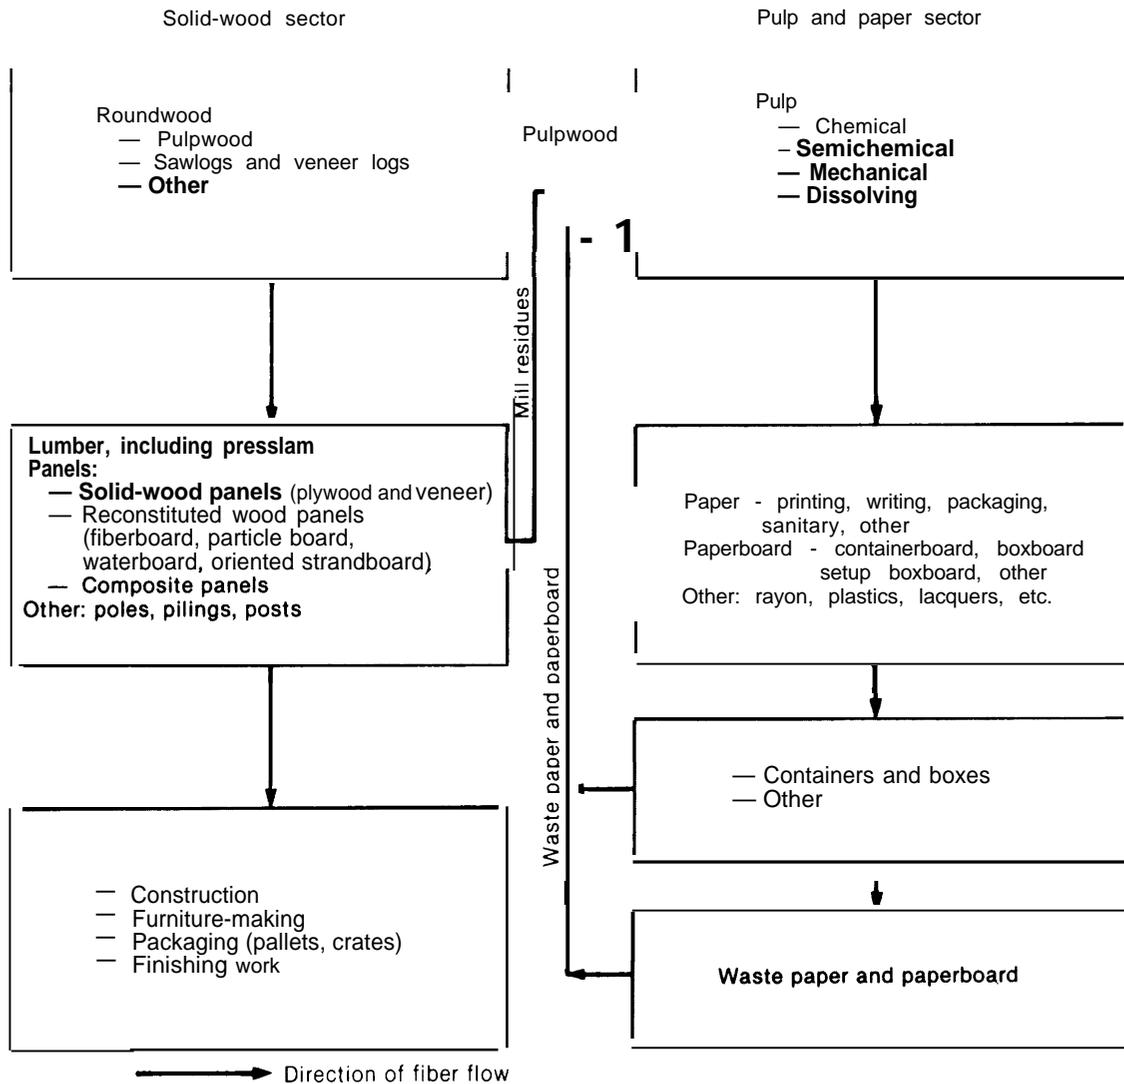 Solid-wood sector
Pulp and paper sector
Roundwood
— Pulpwood
— Sawlogs and veneer logs
— Other
Pulpwood
Pulp
— Chemical
– Semichemical
— Mechanical
— Dissolving
- 1
Mill residues
Lumber, including presslam
Panels:
— Solid-wood panels (plywood and veneer)
— Reconstituted wood panels
(fiberboard, particle board,
waterboard, oriented strandboard)
— Composite panels
Other: poles, pilings, posts
Paper - printing, writing, packaging,
sanitary, other
Paperboard - containerboard, boxboard
setup boxboard, other
Other: rayon, plastics, lacquers, etc.
Waste paper and paperboard
— Containers and boxes
— Other
— Construction
— Furniture-making
— Packaging (pallets, crates)
— Finishing work
Waste paper and paperboard
Direction of fiber flow